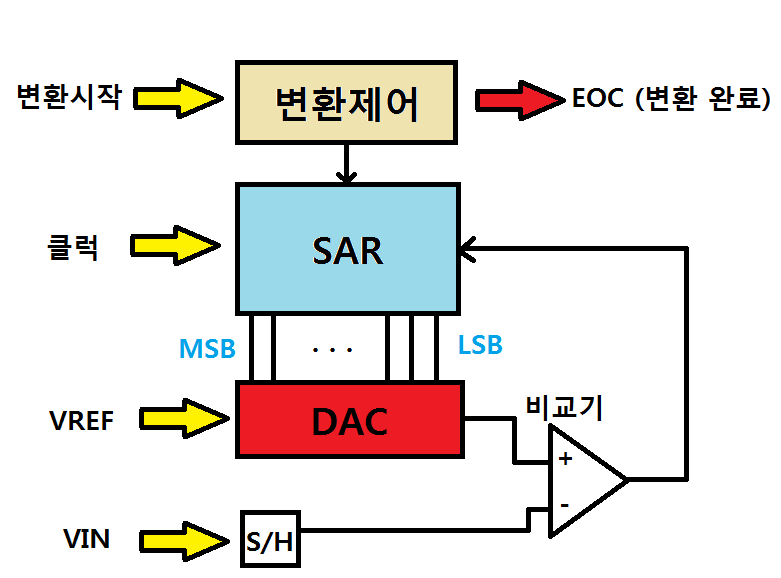 변환시작
변환제어
EOC (변환 완료)
클럭
SAR
MSB
. . .
LSB
VREF
DAC
비교기
+
-
VIN
S/H